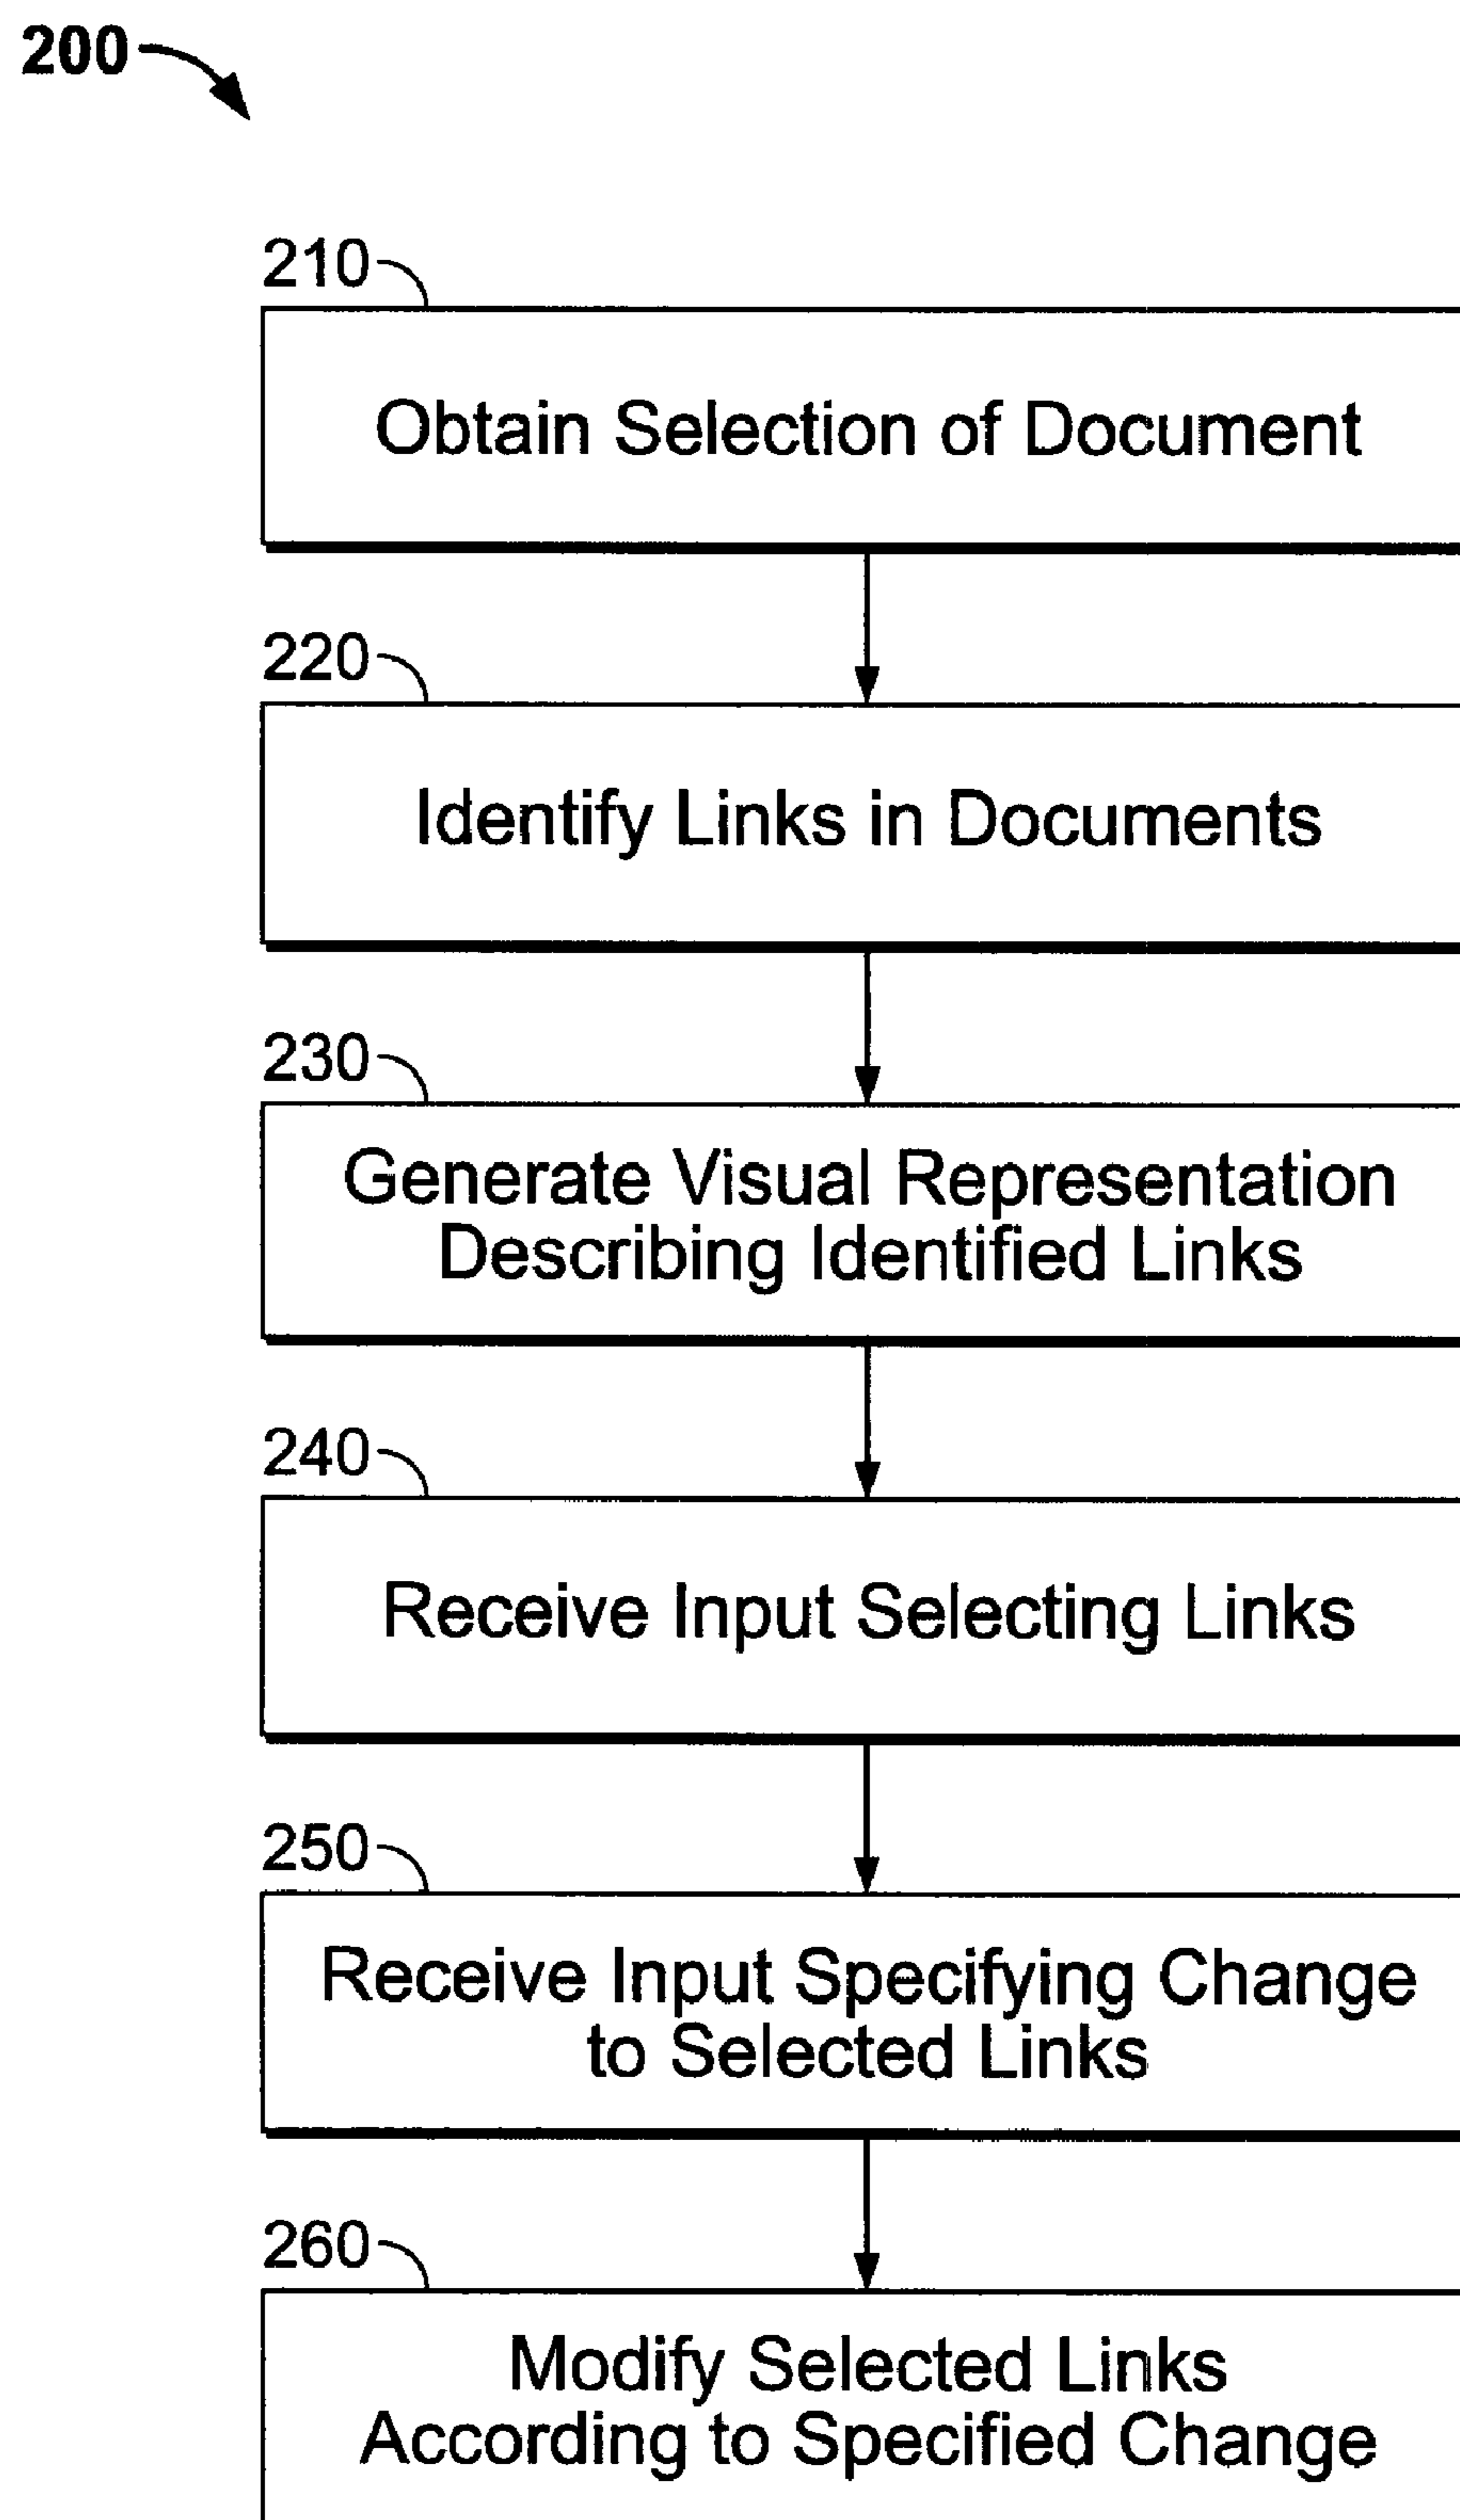 200
210
Obtain Selection of Document
220
Identify Links in Documents
230
Generate Visual Representation
Describing Identified Links
240
Receive Input Selecting Links
250
Receive Input Specifying Change
to Selected Links
260
Modify Selected Links
According to Specified Change